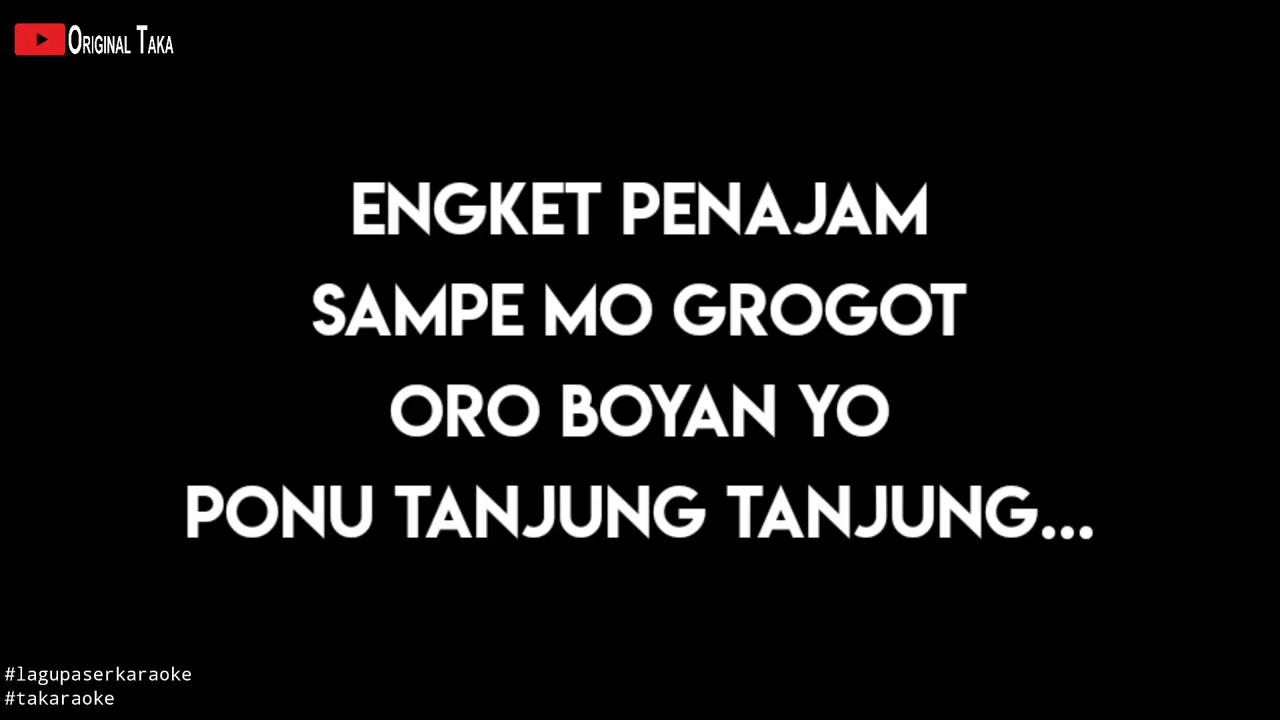 Original Taka
ENGKET PENAJAM
SAMPE MO GROGOT
ORO BOYAN YO
PONU TANJUNG TANJUNG...
#lagupaserkaraoke
#takaraoke